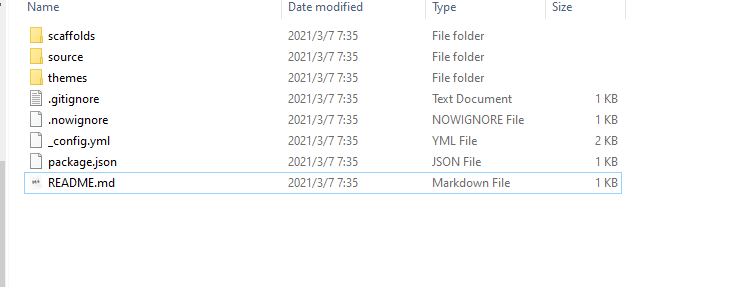 Name Date modified Type Size
scaffolds 2021/3/7 7:35 File folder
source 2021/3/7 7:35 File folder
themes 2021/3/7 7:35 File folder
.gitignore 2021/3/7 7:35 Text Document 1 KB
.nowignore 2021/3/7 7:35 NOWIGNORE File 1 KB
_config.yml 2021/3/7 7:35 YML File 2 KB
package.json 2021/3/7 7:35 JSON File 1 KB
README.md 2021/3/7 7:35 Markdown File 1 KB